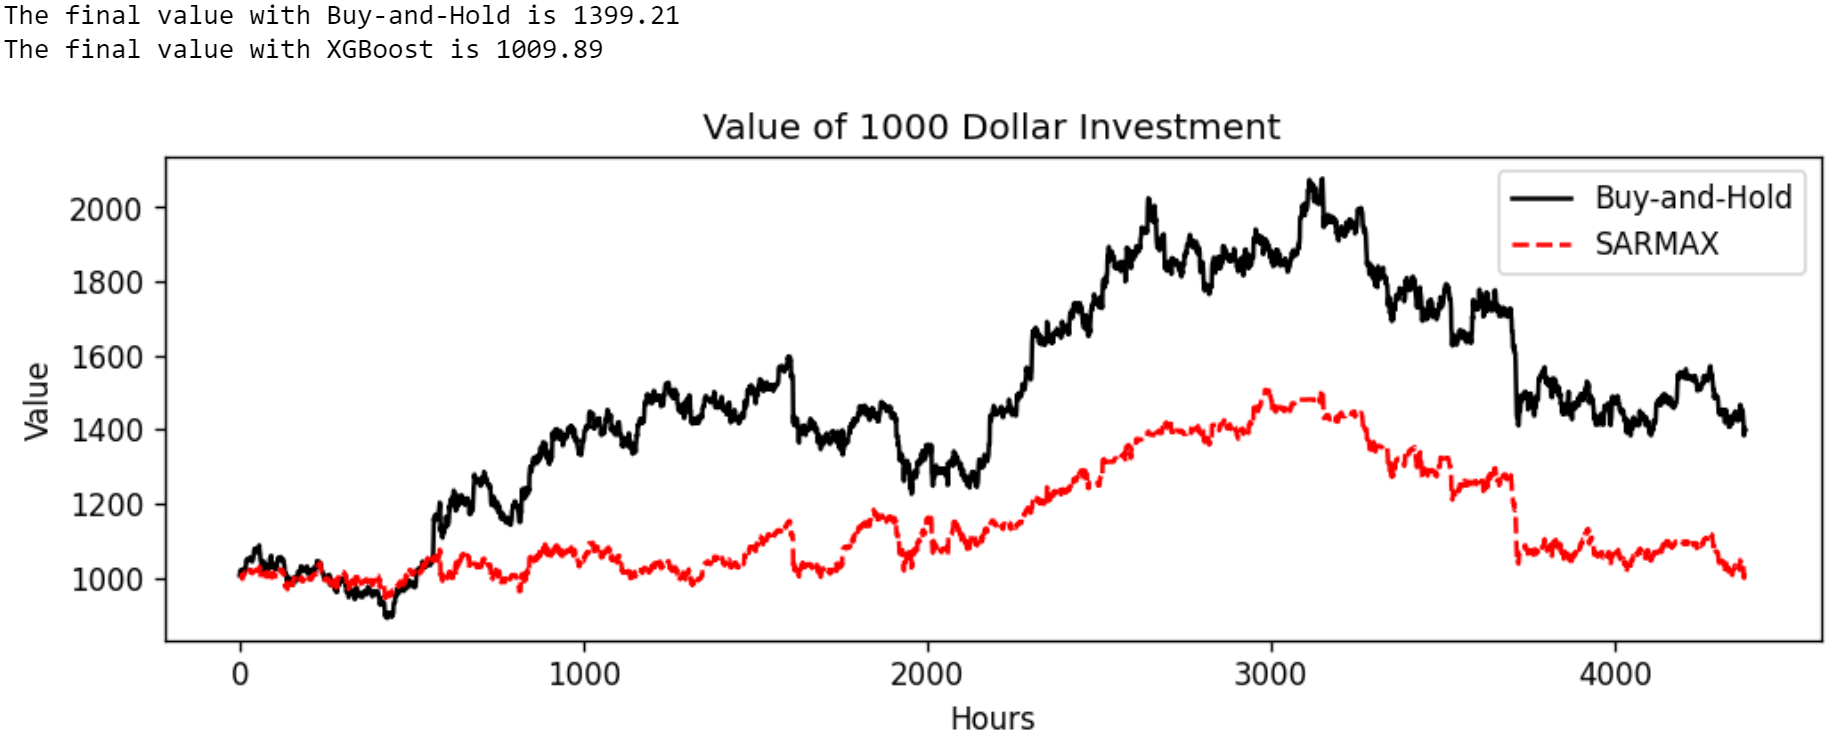 The final value with Buy-and-Hold is 1399.21
The final value with XGBoost is 1009.89
Value of 1000 Dollar Investment
Buy-and-Hold
SARMAX
2000
1800
1600
1400
1200
1000
Value
0 1000 2000 3000 4000
Hours